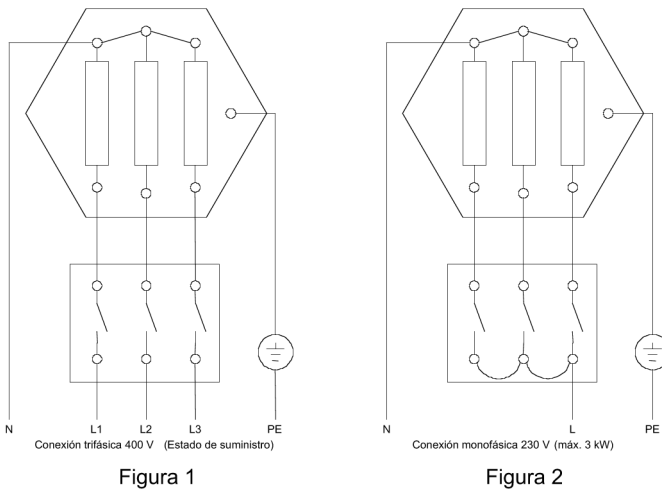 N L1 L2 L3 PE
Conexión trifásica 400 V (Estado de suministro)
Figura 1
N L PE
Conexión monofásica 230 V (máx. 3 kW)
Figura 2